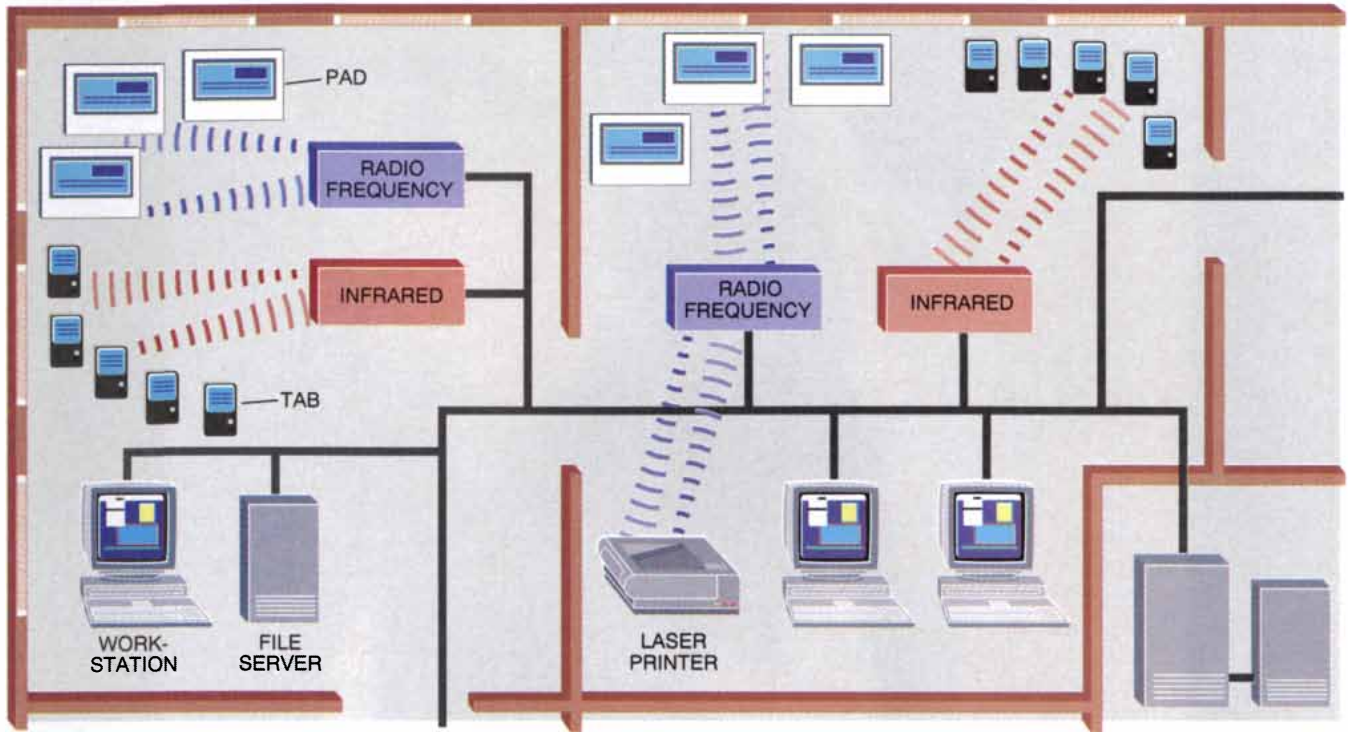 PAD
RADIO
FREQUENCY
INFRARED
TAB
WORK-
STATION
FILE
SERVER
RADIO
FREQUENCY
INFRARED
LASER
PRINTER